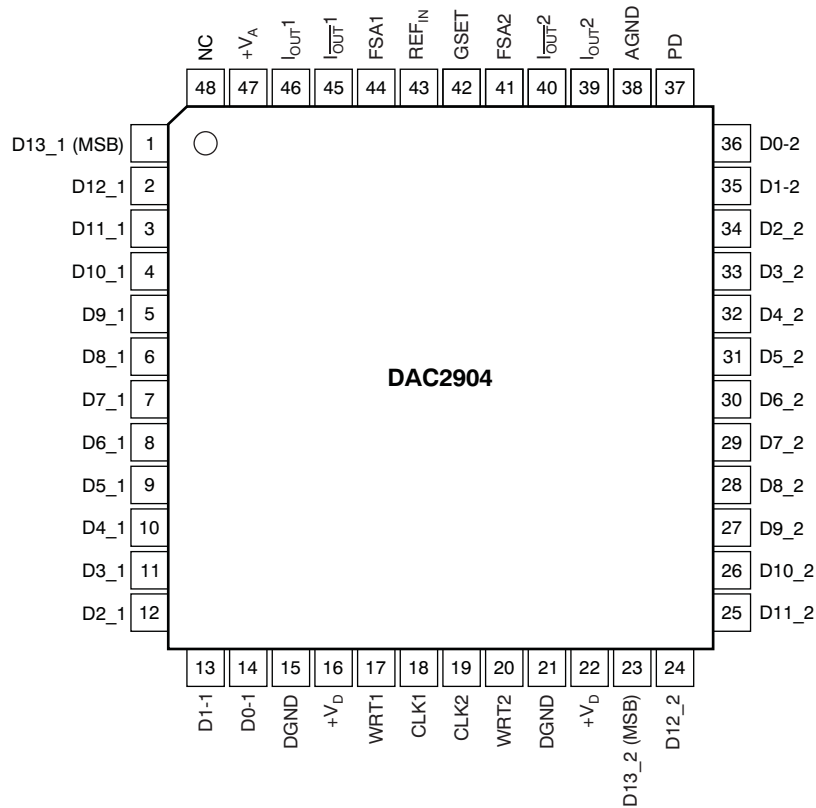 NC
+VA
IOUT1
I̅O̅U̅T̅1
FSA1
REFIN
GSET
FSA2
I̅O̅U̅T̅2
IOUT2
AGND
PD
48 47 46 45 44 43 42 41 40 39 38 37
D13_1 (MSB) 1
D12_1 2
D11_1 3
D10_1 4
D9_1 5
D8_1 6
D7_1 7
D6_1 8
D5_1 9
D4_1 10
D3_1 11
D2_1 12
DAC2904
36 D0-2
35 D1-2
34 D2_2
33 D3_2
32 D4_2
31 D5_2
30 D6_2
29 D7_2
28 D8_2
27 D9_2
26 D10_2
25 D11_2
13 14 15 16 17 18 19 20 21 22 23 24
D1-1
D0-1
DGND
+VD
WRT1
CLK1
CLK2
WRT2
DGND
+VD
D13_2 (MSB)
D12_2